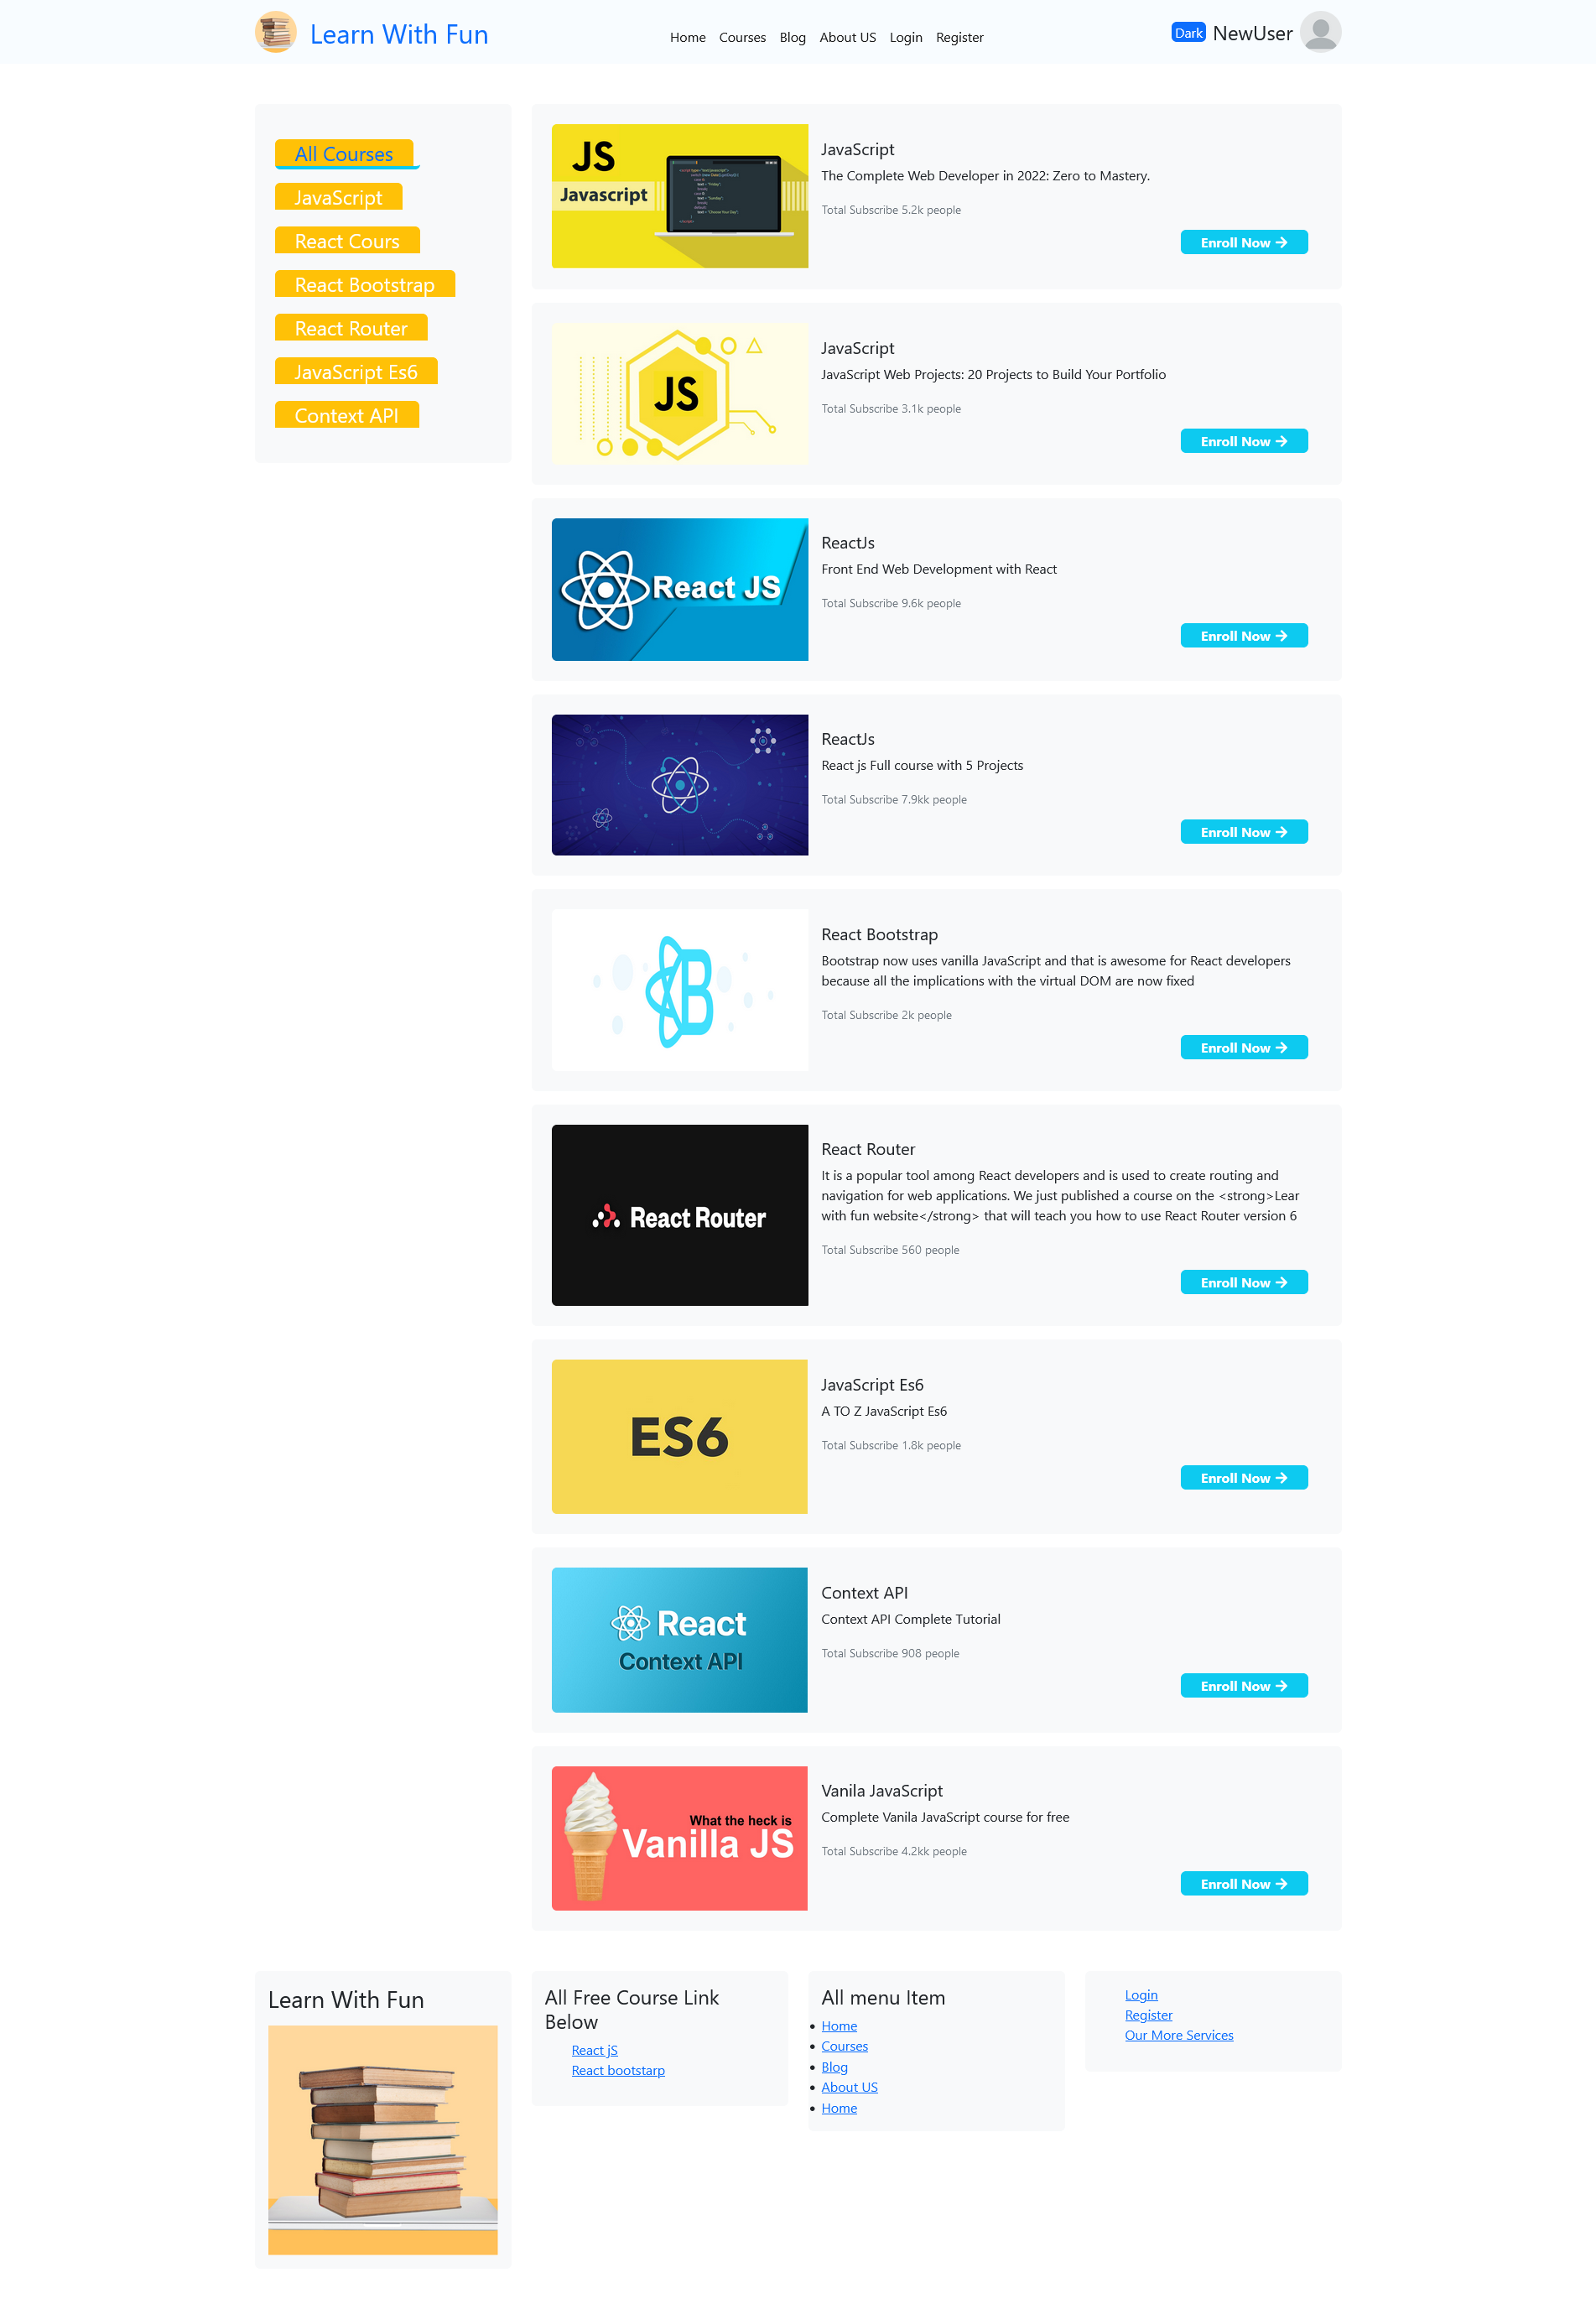 Learn With Fun
Home Courses Blog About US Login Register
Dark NewUser
All Courses
JavaScript
React Cours
React Bootstrap
React Router
JavaScript Es6
Context API
JS
Javascript
JavaScript
The Complete Web Developer in 2022: Zero to Mastery.
Total Subscribe 5.2k people
Enroll Now →
JS
JavaScript
JavaScript Web Projects: 20 Projects to Build Your Portfolio
Total Subscribe 3.1k people
Enroll Now →
React JS
ReactJs
Front End Web Development with React
Total Subscribe 9.6k people
Enroll Now →
ReactJs
React js Full course with 5 Projects
Total Subscribe 7.9kk people
Enroll Now →
B
React Bootstrap
Bootstrap now uses vanilla JavaScript and that is awesome for React developers
because all the implications with the virtual DOM are now fixed
Total Subscribe 2k people
Enroll Now →
React Router
React Router
It is a popular tool among React developers and is used to create routing and
navigation for web applications. We just published a course on the <strong>Lear
with fun website</strong> that will teach you how to use React Router version 6
Total Subscribe 560 people
Enroll Now →
ES6
JavaScript Es6
A TO Z JavaScript Es6
Total Subscribe 1.8k people
Enroll Now →
React
Context API
Context API
Context API Complete Tutorial
Total Subscribe 908 people
Enroll Now →
What the heck is
Vanilla JS
Vanila JavaScript
Complete Vanila JavaScript course for free
Total Subscribe 4.2kk people
Enroll Now →
Learn With Fun
All Free Course Link
Below
React jS
React bootstarp
All menu Item
• Home
• Courses
• Blog
• About US
• Home
Login
Register
Our More Services